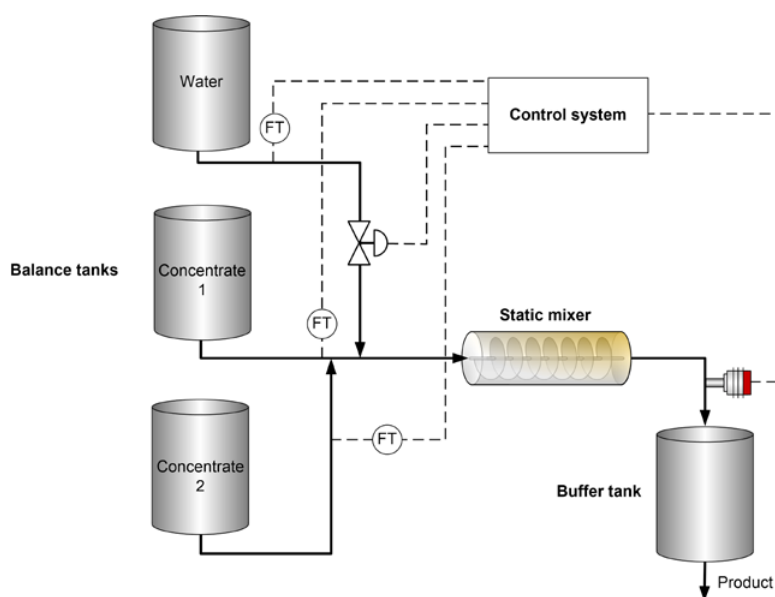 Water
FT
Control system
Balance tanks
Concentrate
1
FT
Static mixer
Concentrate
2
FT
Buffer tank
Product